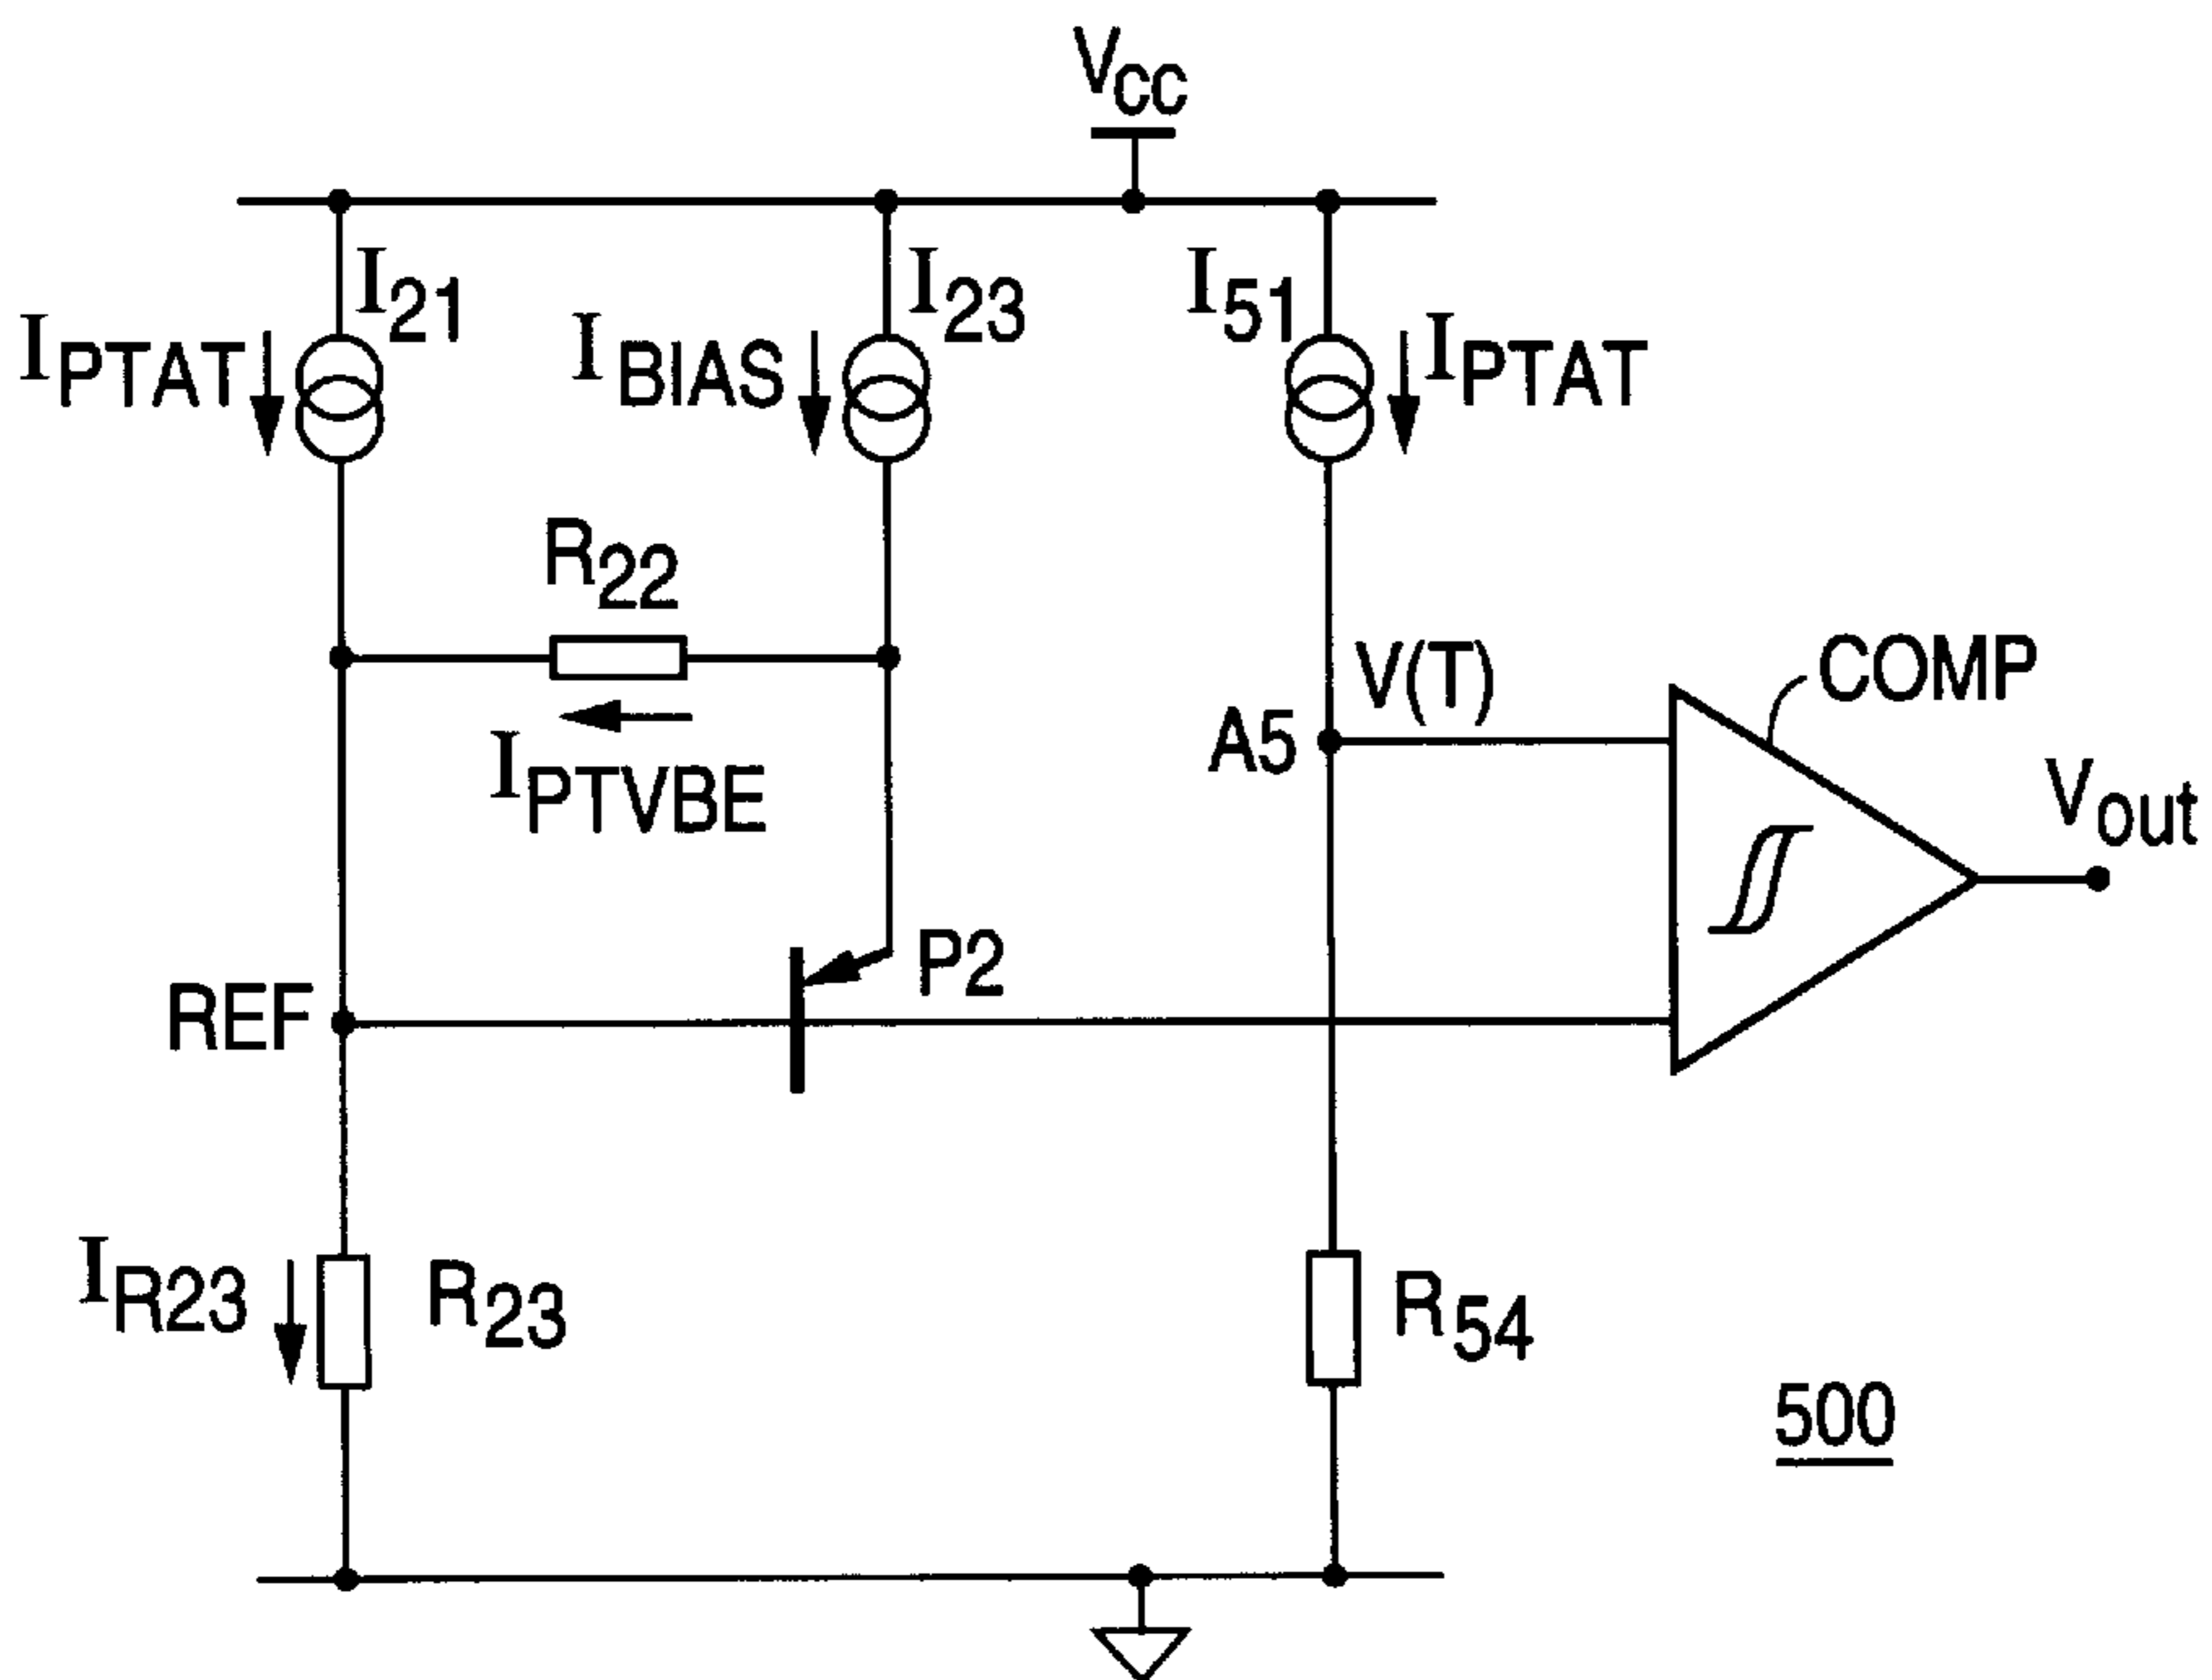 VCC
I21
I23
I51
IPTAT
IBIAS
IPTAT
R22
IPTVBE
V(T)
A5
COMP
Vout
P2
REF
IR23
R23
R54
500